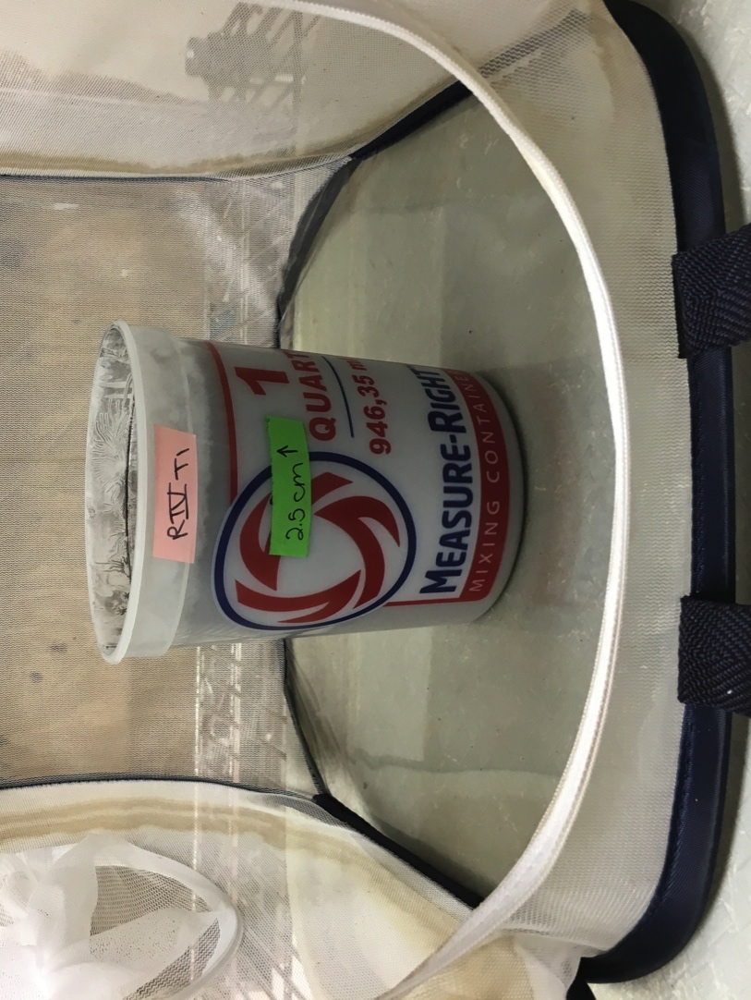 RIV T1
1
QUART
2.5 cm ↑
946,35 m
MEASURE-RIGHT
MIXING CONTAINE